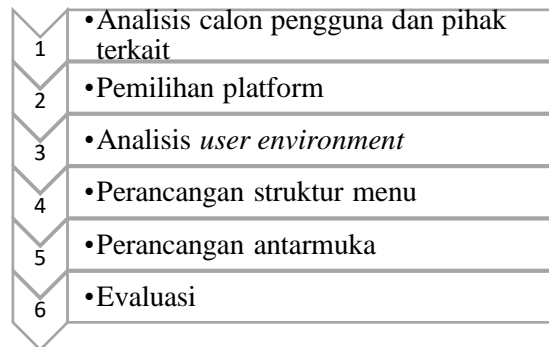 1
•Analisis calon pengguna dan pihak
terkait
2
•Pemilihan platform
3
•Analisis user environment
4
•Perancangan struktur menu
5
•Perancangan antarmuka
6
•Evaluasi